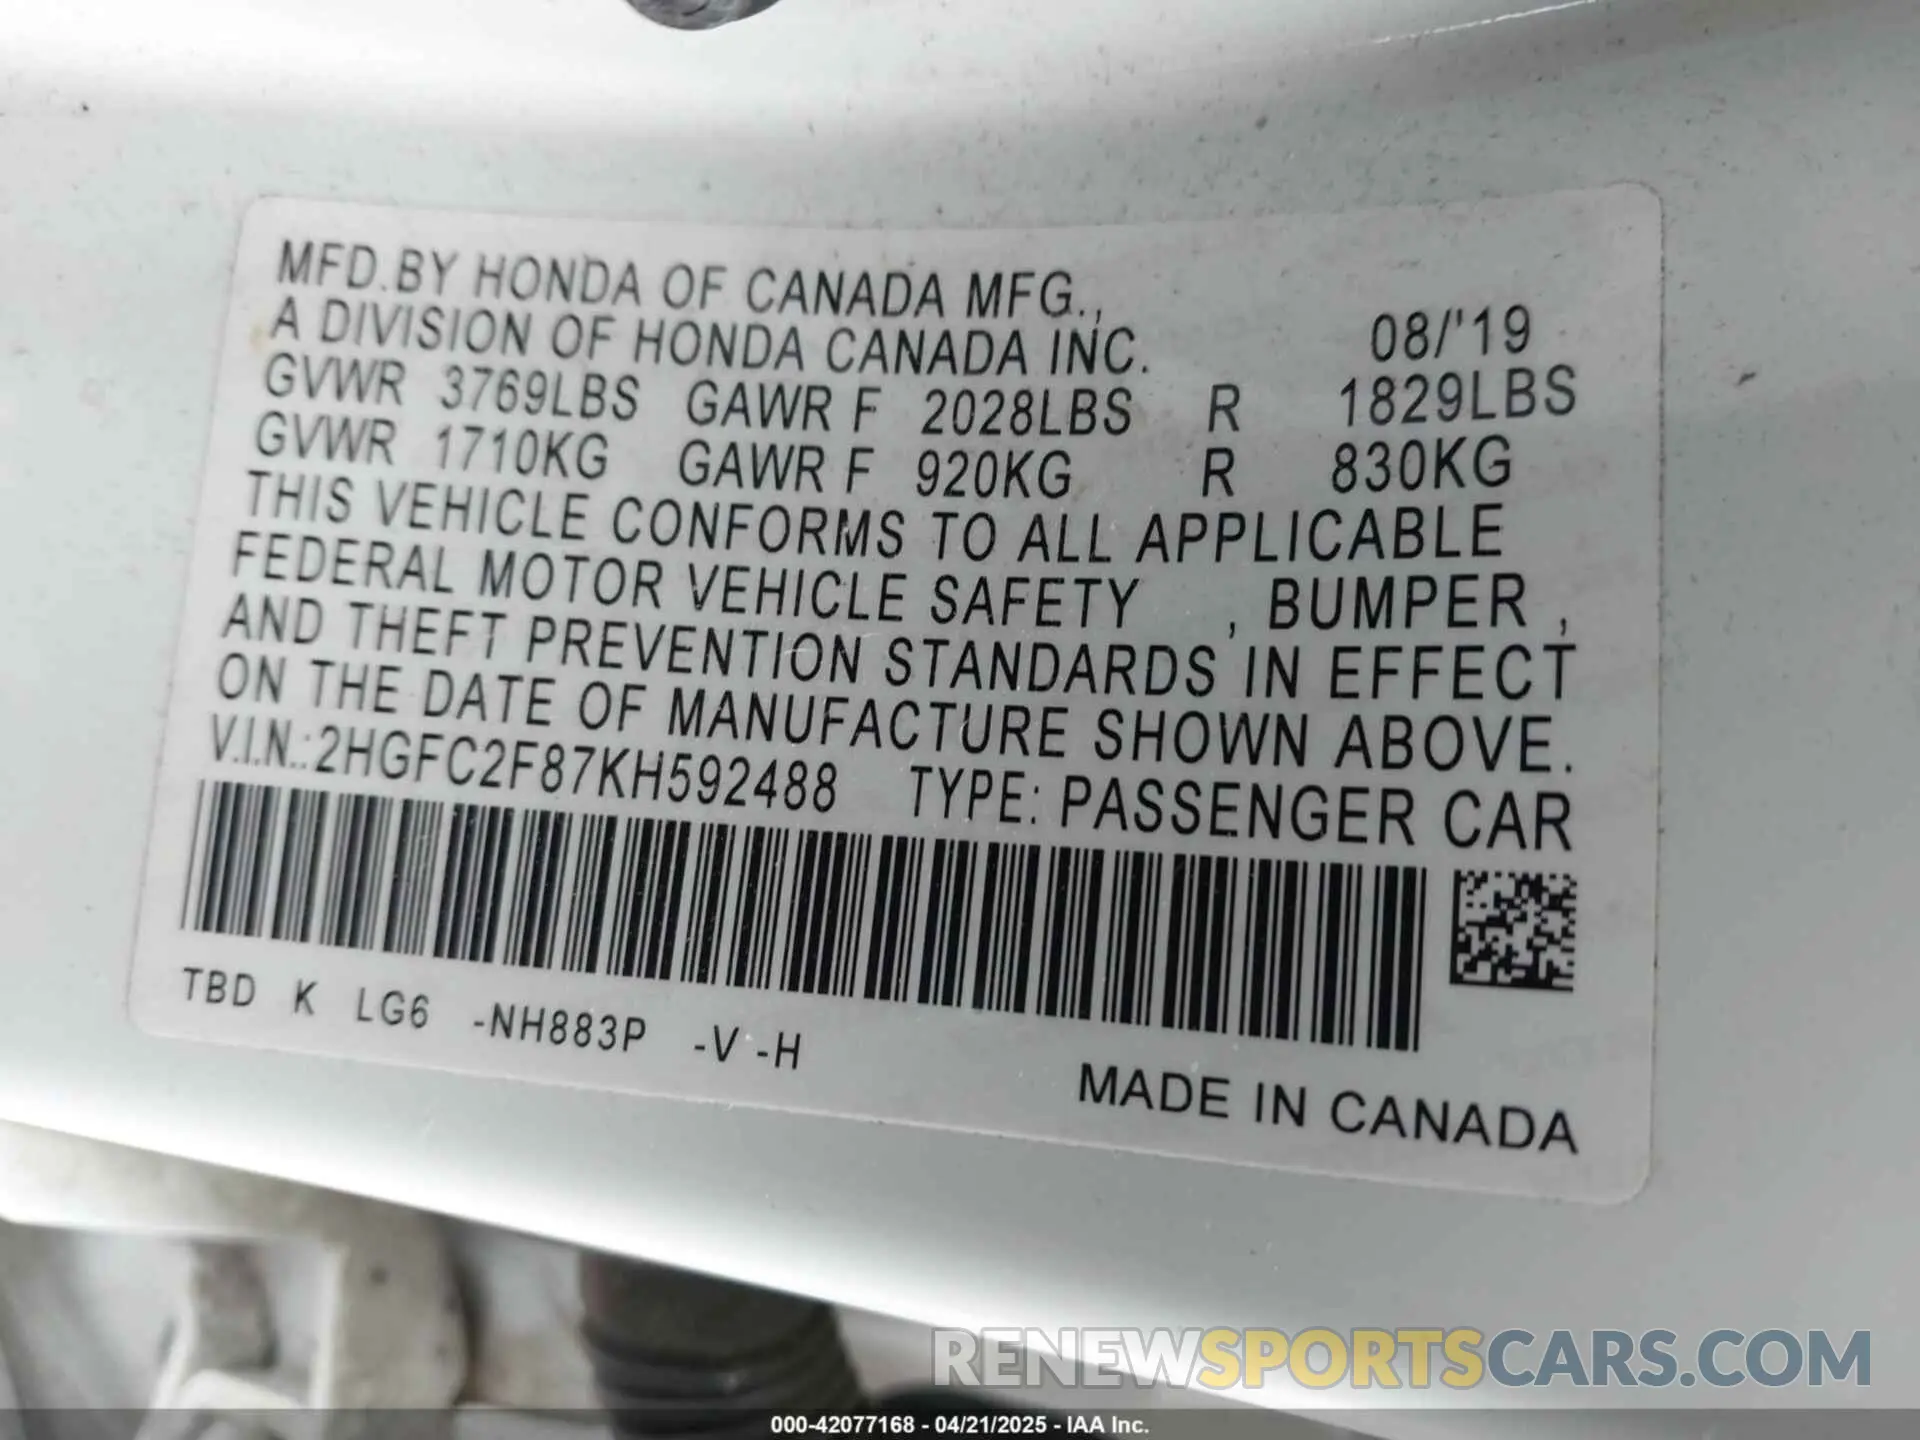 MFD.BY HONDA OF CANADA MFG.,
A DIVISION OF HONDA CANADA INC. 08/'19
GVWR 3769LBS GAWR F 2028LBS R 1829LBS
GVWR 1710KG GAWR F 920KG R 830KG
THIS VEHICLE CONFORMS TO ALL APPLICABLE
FEDERAL MOTOR VEHICLE SAFETY , BUMPER ,
AND THEFT PREVENTION STANDARDS IN EFFECT
ON THE DATE OF MANUFACTURE SHOWN ABOVE.
V.I.N.:2HGFC2F87KH592488 TYPE: PASSENGER CAR
TBD K LG6 -NH883P -V -H
MADE IN CANADA
RENEWSPORTSCARS.COM
000-42077168 - 04/21/2025 - IAA Inc.